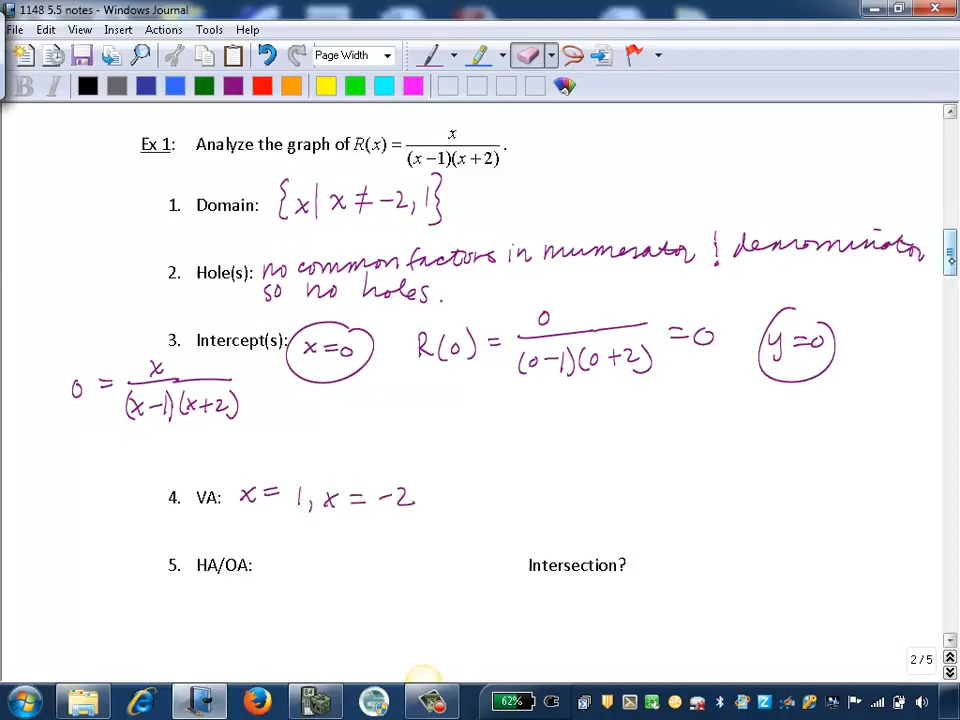 1148 5.5 notes - Windows Journal
File Edit View Insert Actions Tools Help
Page Width
B I
Ex 1: Analyze the graph of R(x) = x / (x−1)(x+2).
1. Domain: {x | x ≠ -2, 1}
2. Hole(s): no common factors in numerator & denominator
so no holes.
3. Intercept(s): x=0 R(0) = 0 / (0-1)(0+2) = 0 y=0
0 = x / (x-1)(x+2)
4. VA: x = 1, x = -2
5. HA/OA: Intersection?
2 / 5
62%